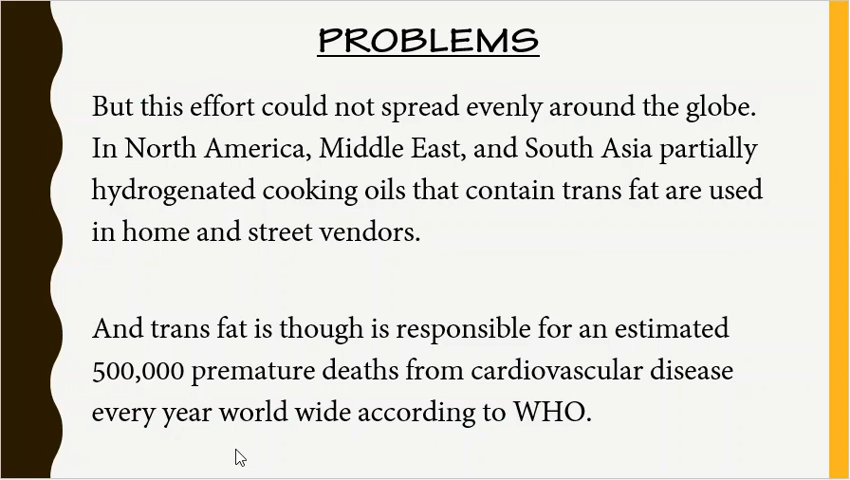 PROBLEMS
But this effort could not spread evenly around the globe.
In North America, Middle East, and South Asia partially
hydrogenated cooking oils that contain trans fat are used
in home and street vendors.
And trans fat is though is responsible for an estimated
500,000 premature deaths from cardiovascular disease
every year world wide according to WHO.